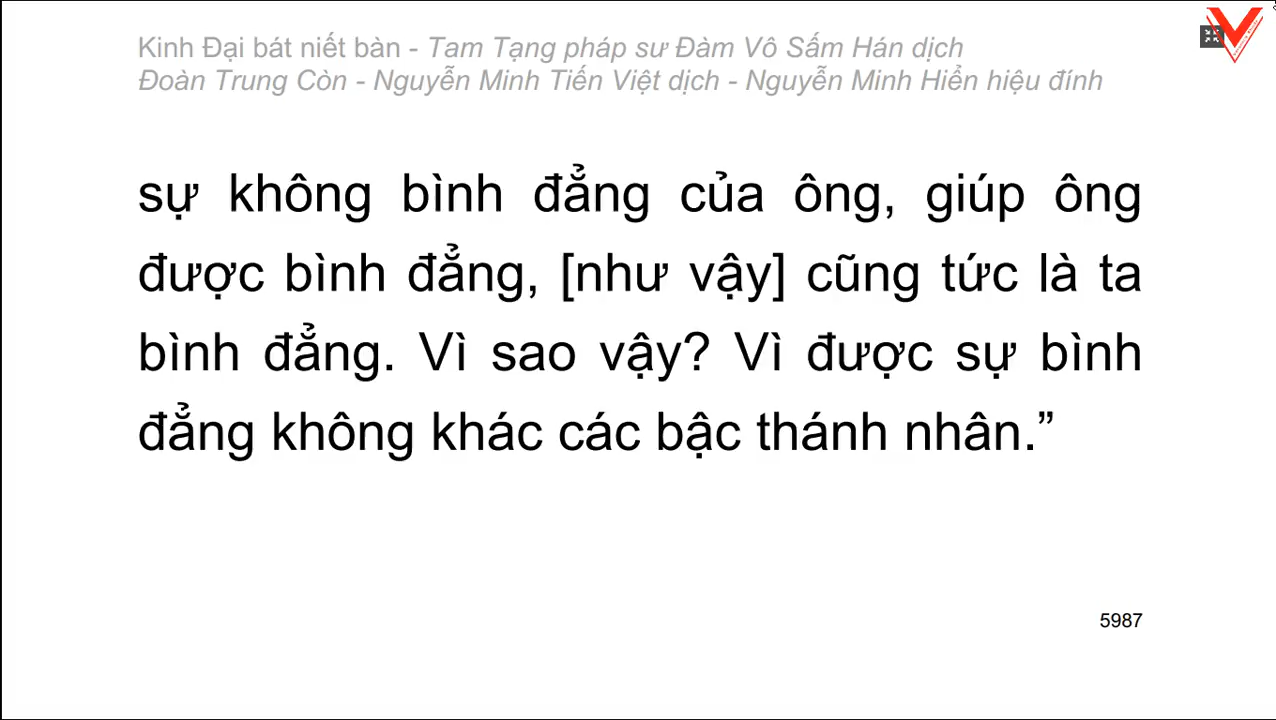 Kinh Đại bát niết bàn - Tam Tạng pháp sư Đàm Vô Sấm Hán dịch
Đoàn Trung Còn - Nguyễn Minh Tiến Việt dịch - Nguyễn Minh Hiển hiệu đính
sự không bình đẳng của ông, giúp ông
được bình đẳng, [như vậy] cũng tức là ta
bình đẳng. Vì sao vậy? Vì được sự bình
đẳng không khác các bậc thánh nhân.”
5987